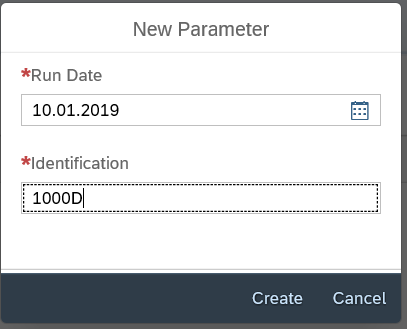 New Parameter
*Run Date
10.01.2019
*Identification
1000D
Create Cancel